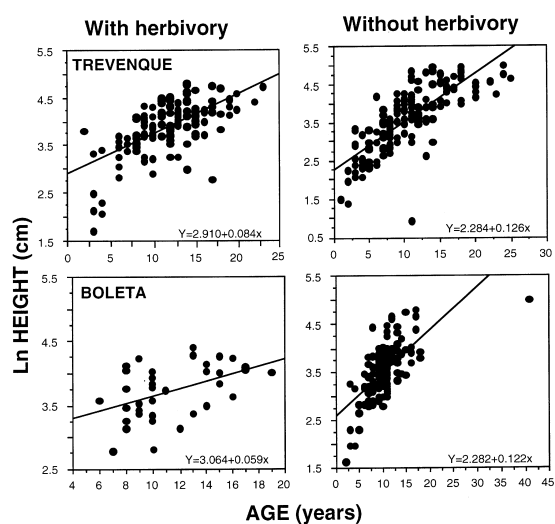 With herbivory
Without herbivory
5.5
4.5
3.5
2.5
1.5
TREVENQUE
Y=2.910+0.084x
0 5 10 15 20 25
5.5
4.5
3.5
2.5
1.5
0.5
Y=2.284+0.126x
0 5 10 15 20 25 30
Ln HEIGHT (cm)
5.5
4.5
3.5
2.5
BOLETA
Y=3.064+0.059x
4 6 8 10 12 14 16 18 20
5.5
4.5
3.5
2.5
1.5
Y=2.282+0.122x
0 5 10 15 20 25 30 35 40 45
AGE (years)